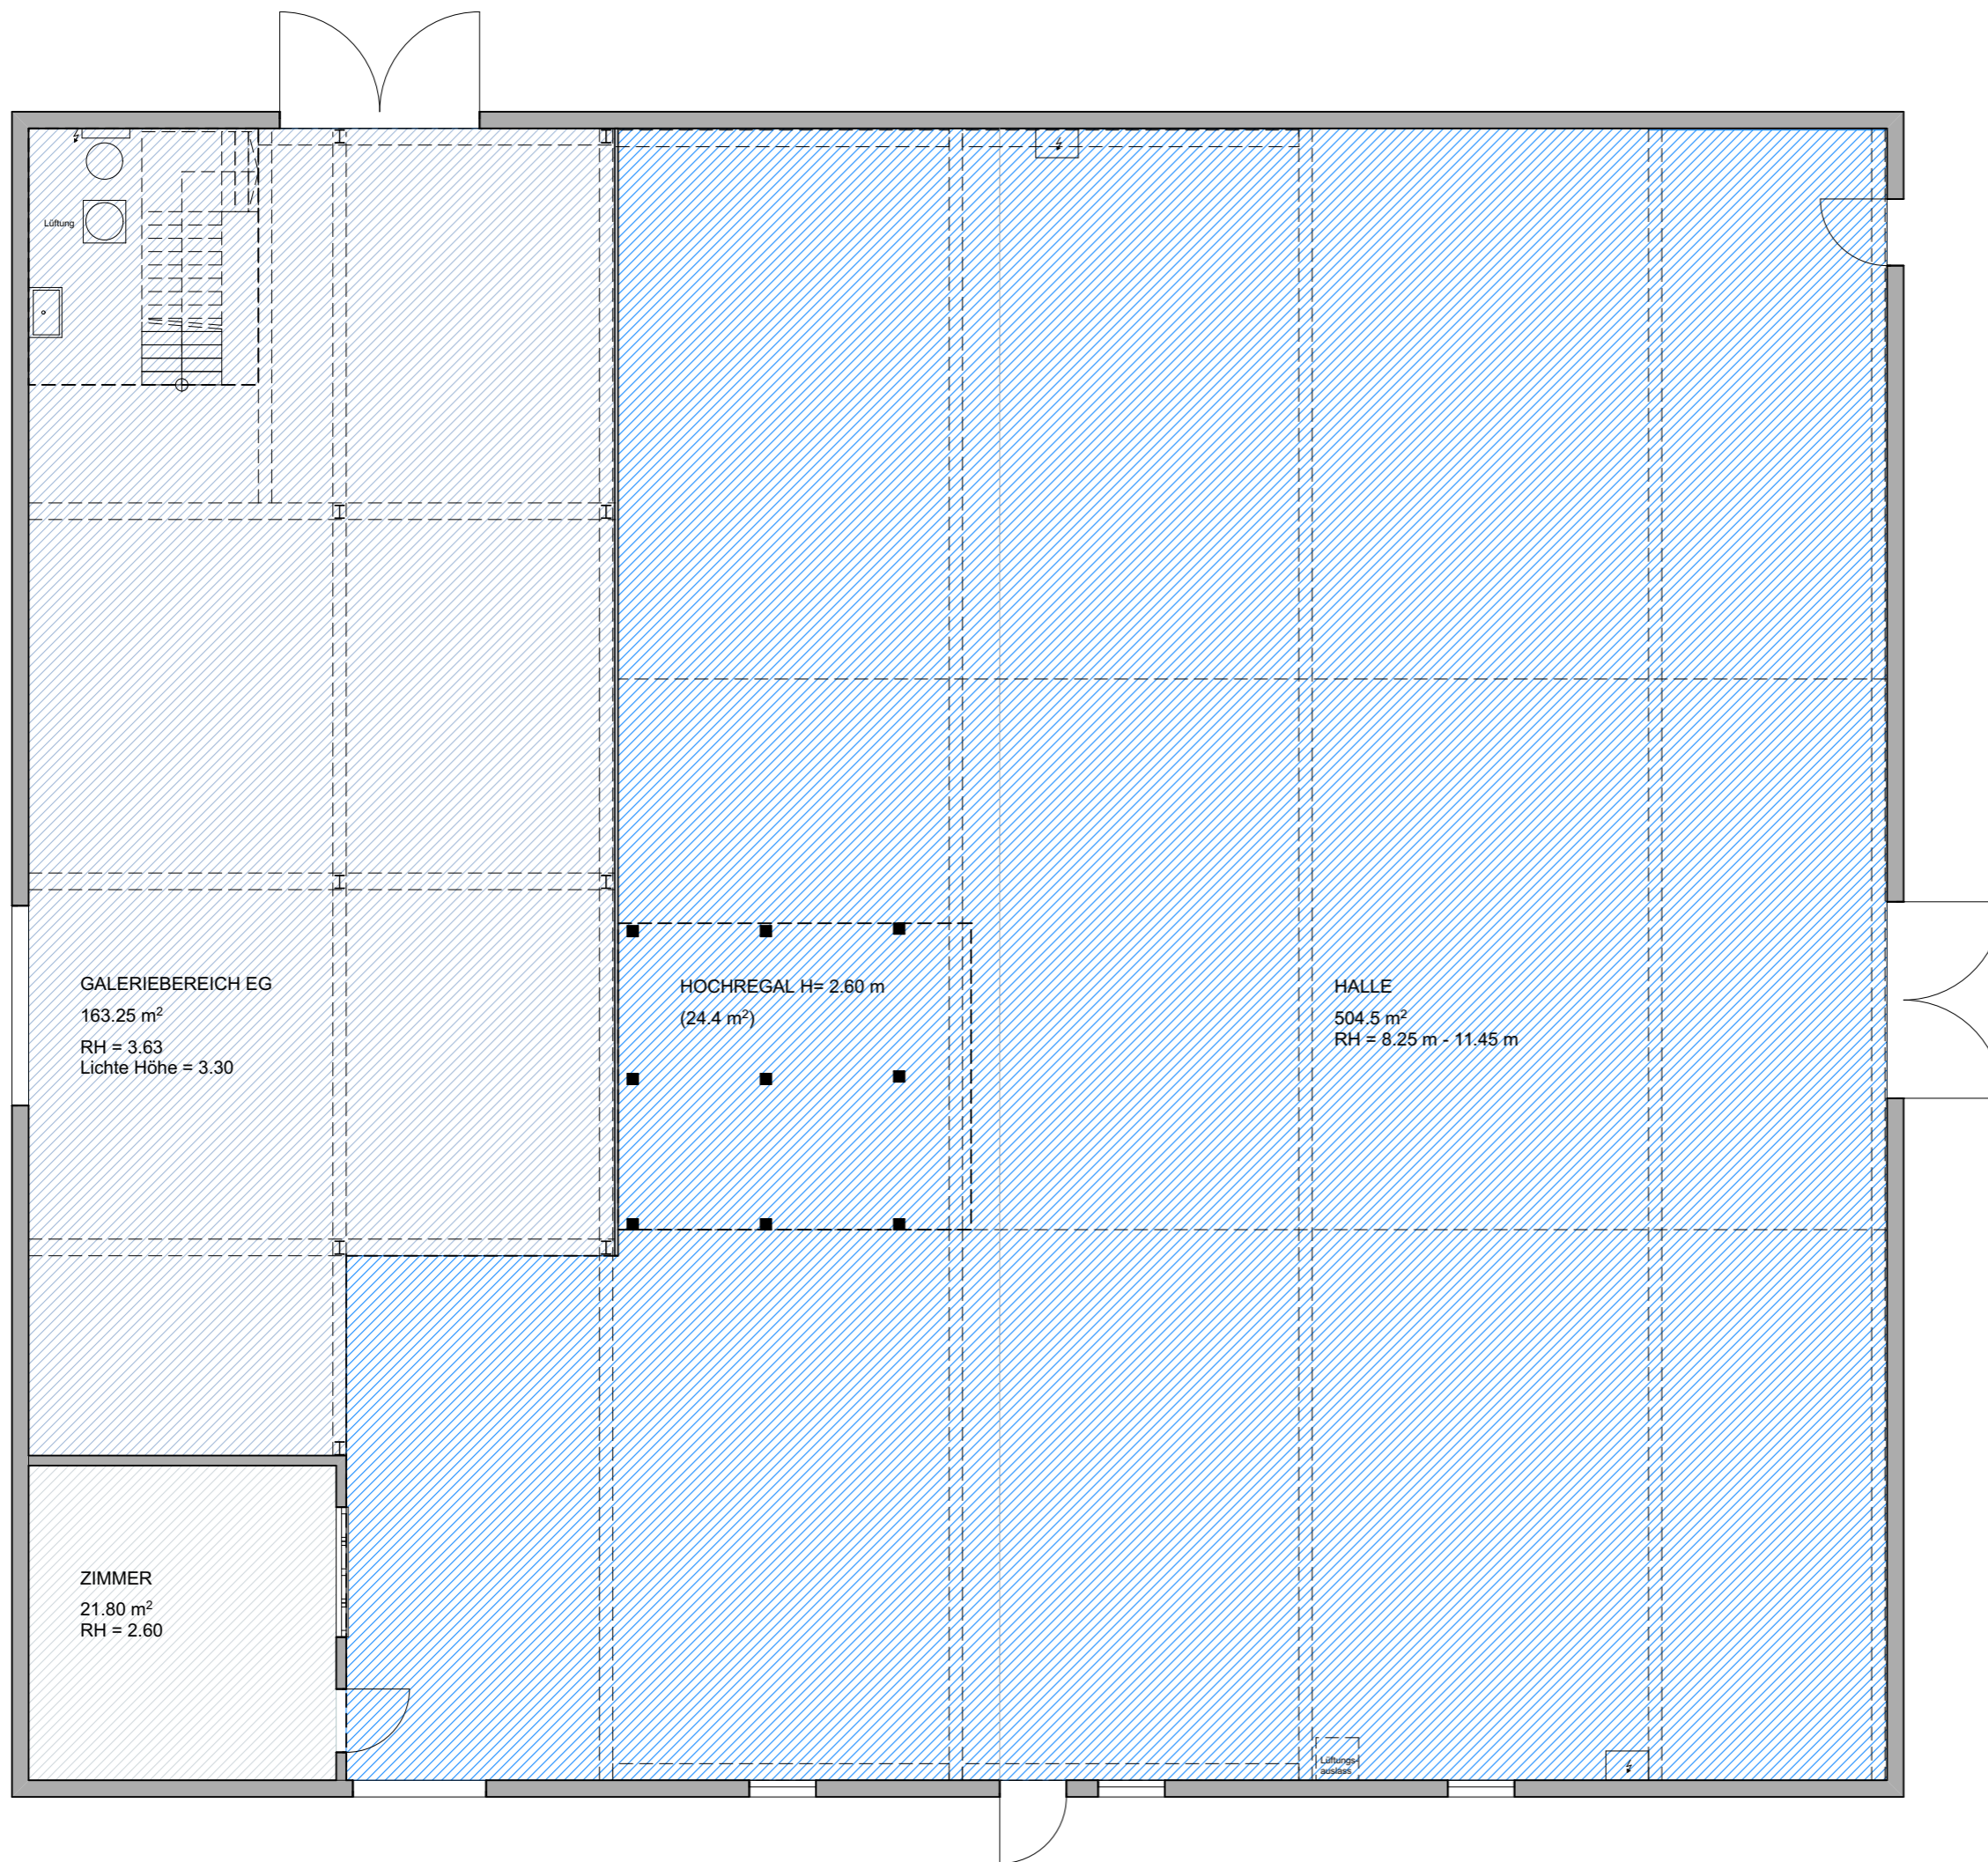 Lüftung
GALERIEBEREICH EG
163.25 m²
RH = 3.63
Lichte Höhe = 3.30
HOCHREGAL H= 2.60 m
(24.4 m²)
HALLE
504.5 m²
RH = 8.25 m - 11.45 m
ZIMMER
21.80 m²
RH = 2.60
Lüftungs-
auslass